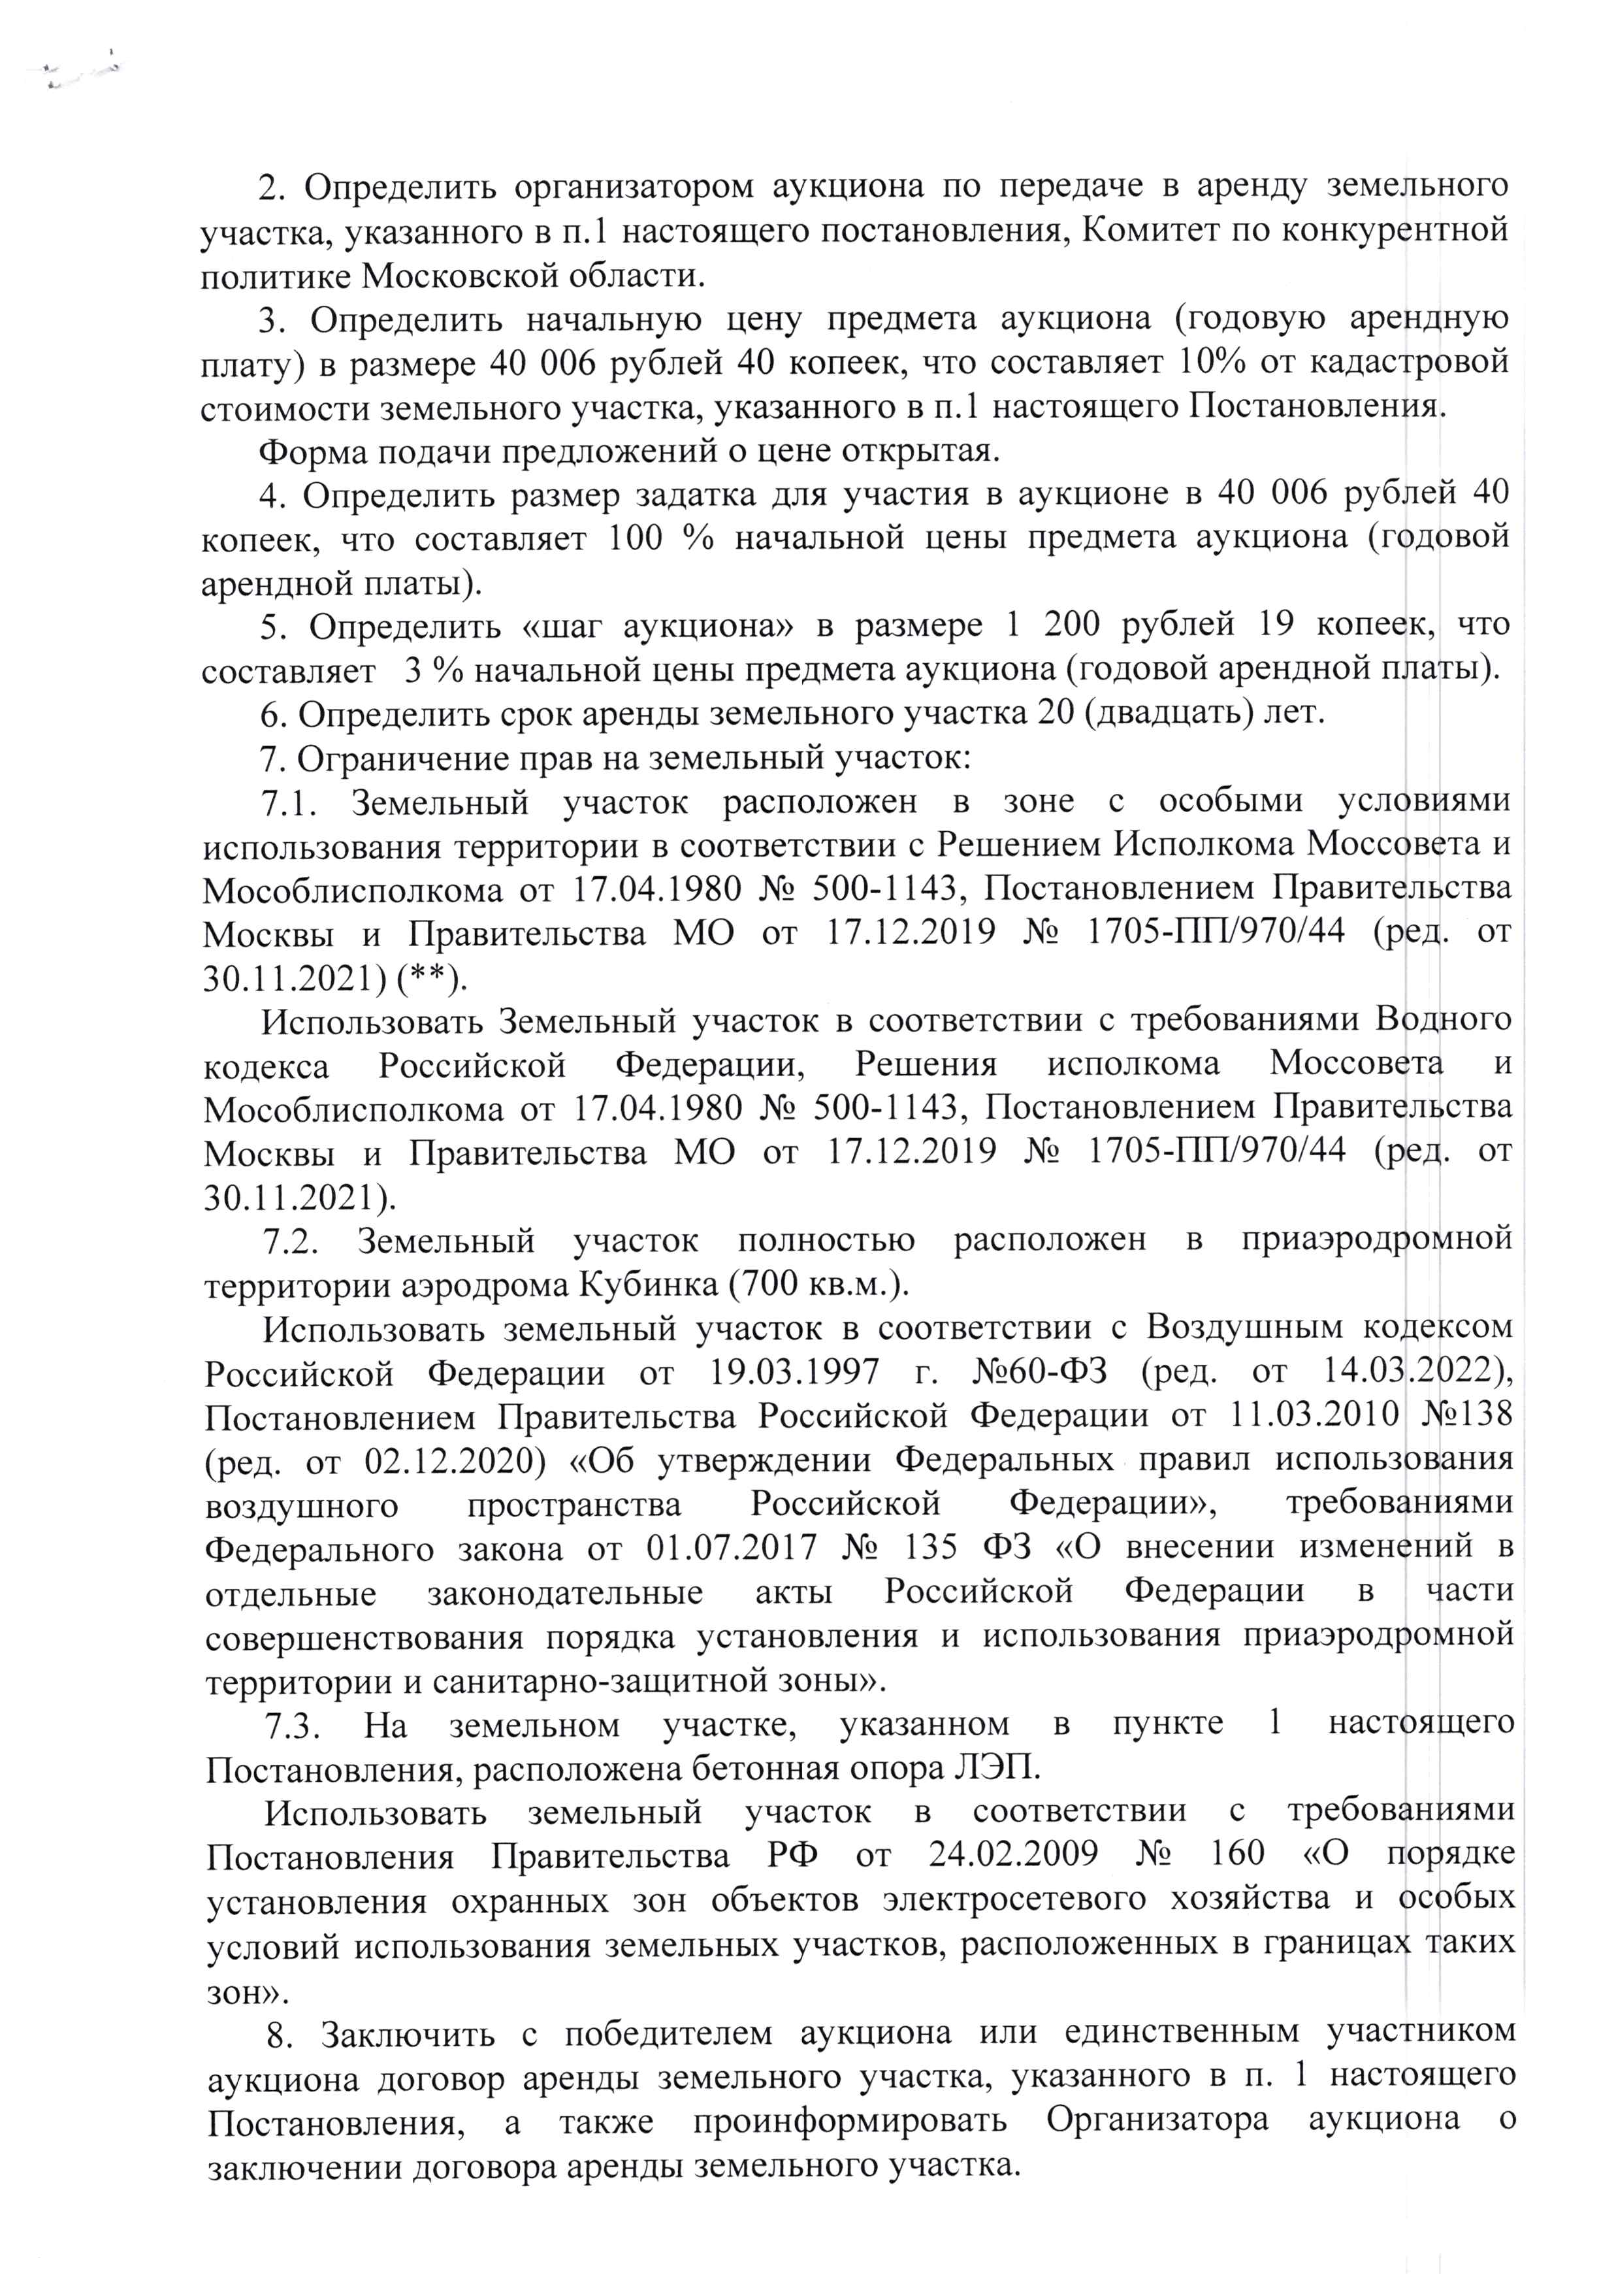 2. Определить организатором аукциона по передаче в аренду земельного
участка, указанного в п.1 настоящего постановления, Комитет по конкурентной
политике Московской области.
3. Определить начальную цену предмета аукциона (годовую арендную
плату) в размере 40 006 рублей 40 копеек, что составляет 10% от кадастровой
стоимости земельного участка, указанного в п.1 настоящего Постановления.
Форма подачи предложений о цене открытая.
4. Определить размер задатка для участия в аукционе в 40 006 рублей 40
копеек, что составляет 100 % начальной цены предмета аукциона (годовой
арендной платы).
5. Определить «шаг аукциона» в размере 1 200 рублей 19 копеек, что
составляет 3 % начальной цены предмета аукциона (годовой арендной платы).
6. Определить срок аренды земельного участка 20 (двадцать) лет.
7. Ограничение прав на земельный участок:
7.1. Земельный участок расположен в зоне с особыми условиями
использования территории в соответствии с Решением Исполкома Моссовета и
Мособлисполкома от 17.04.1980 № 500-1143, Постановлением Правительства
Москвы и Правительства МО от 17.12.2019 № 1705-ПП/970/44 (ред. от
30.11.2021) (**).
Использовать Земельный участок в соответствии с требованиями Водного
кодекса Российской Федерации, Решения исполкома Моссовета и
Мособлисполкома от 17.04.1980 № 500-1143, Постановлением Правительства
Москвы и Правительства МО от 17.12.2019 № 1705-ПП/970/44 (ред. от
30.11.2021).
7.2. Земельный участок полностью расположен в приаэродромной
территории аэродрома Кубинка (700 кв.м.).
Использовать земельный участок в соответствии с Воздушным кодексом
Российской Федерации от 19.03.1997 г. №60-ФЗ (ред. от 14.03.2022),
Постановлением Правительства Российской Федерации от 11.03.2010 №138
(ред. от 02.12.2020) «Об утверждении Федеральных правил использования
воздушного пространства Российской Федерации», требованиями
Федерального закона от 01.07.2017 № 135 ФЗ «О внесении изменений в
отдельные законодательные акты Российской Федерации в части
совершенствования порядка установления и использования приаэродромной
территории и санитарно-защитной зоны».
7.3. На земельном участке, указанном в пункте 1 настоящего
Постановления, расположена бетонная опора ЛЭП.
Использовать земельный участок в соответствии с требованиями
Постановления Правительства РФ от 24.02.2009 № 160 «О порядке
установления охранных зон объектов электросетевого хозяйства и особых
условий использования земельных участков, расположенных в границах таких
зон».
8. Заключить с победителем аукциона или единственным участником
аукциона договор аренды земельного участка, указанного в п. 1 настоящего
Постановления, а также проинформировать Организатора аукциона о
заключении договора аренды земельного участка.